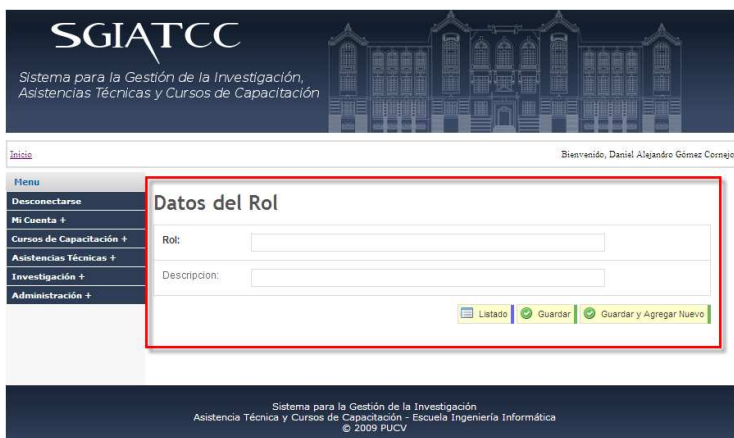 SGIATCC
Sistema para la Gestión de la Investigación,
Asistencias Técnicas y Cursos de Capacitación
Inicio
Bienvenido, Daniel Alejandro Gómez Cornejo
Menu
Desconectarse
Mi Cuenta +
Cursos de Capacitación +
Asistencias Técnicas +
Investigación +
Administración +
Datos del Rol
Rol:
Descripcion:
Listado
Guardar
Guardar y Agregar Nuevo
Sistema para la Gestión de la Investigación
Asistencia Técnica y Cursos de Capacitación - Escuela Ingeniería Informática
© 2009 PUCV